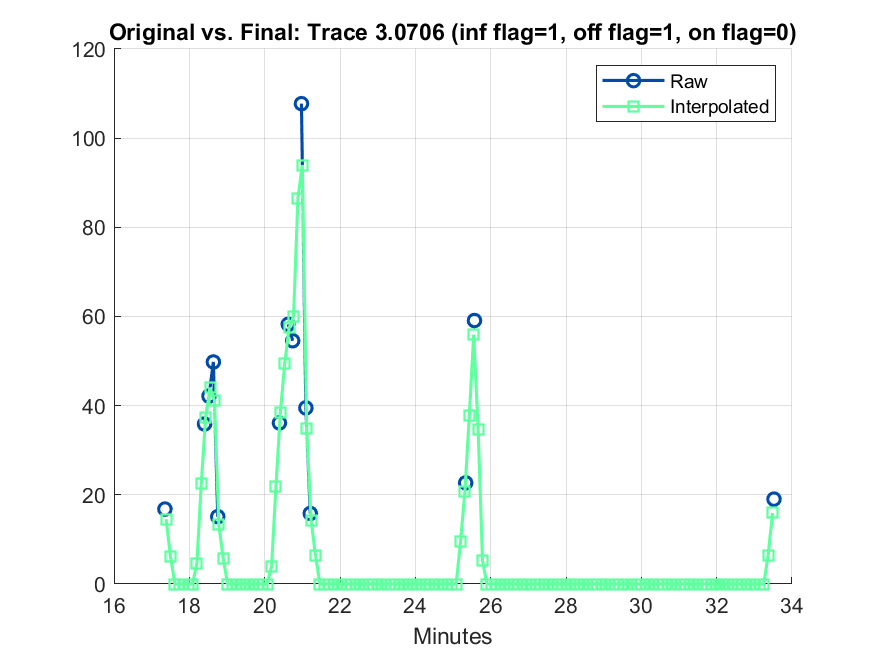 Original vs. Final: Trace 3.0706 (inf flag=1, off flag=1, on flag=0)
120
100
80
60
40
20
0
Raw
Interpolated
16 18 20 22 24 26 28 30 32 34
Minutes